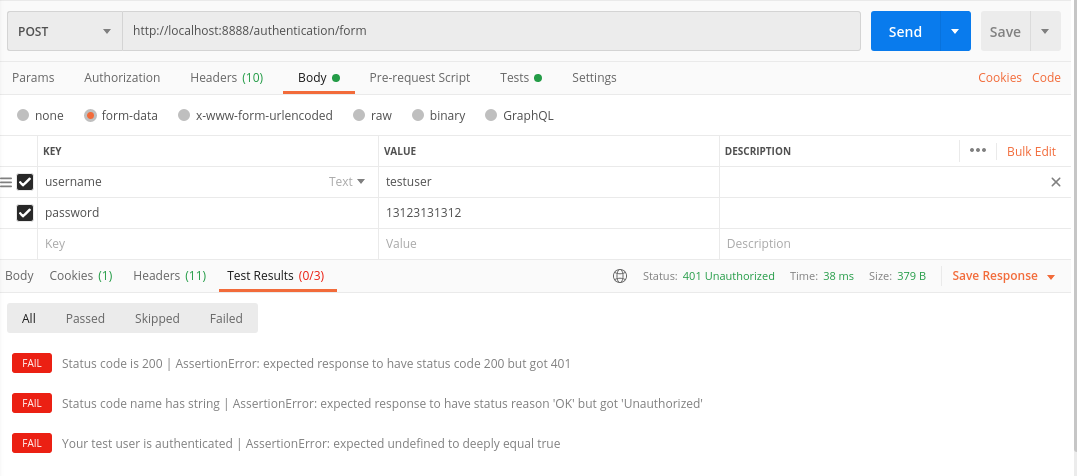 POST http://localhost:8888/authentication/form Send Save
Params Authorization Headers (10) Body Pre-request Script Tests Settings Cookies Code
none form-data x-www-form-urlencoded raw binary GraphQL
KEY VALUE DESCRIPTION ••• Bulk Edit
username Text testuser
password 13123131312
Key Value Description
Body Cookies (1) Headers (11) Test Results (0/3) Status: 401 Unauthorized Time: 38 ms Size: 379 B Save Response
All Passed Skipped Failed
FAIL Status code is 200 | AssertionError: expected response to have status code 200 but got 401
FAIL Status code name has string | AssertionError: expected response to have status reason 'OK' but got 'Unauthorized'
FAIL Your test user is authenticated | AssertionError: expected undefined to deeply equal true